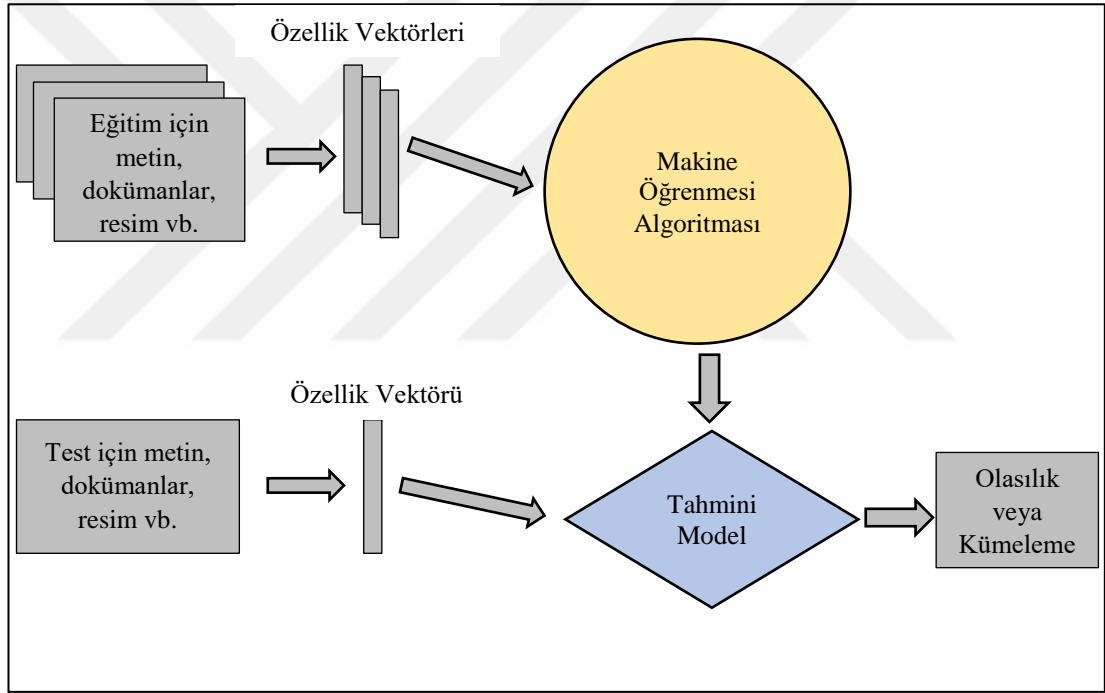 Özellik Vektörleri
Eğitim için
metin,
dokümanlar,
resim vb.
Makine
Öğrenmesi
Algoritması
Özellik Vektörü
Test için metin,
dokümanlar,
resim vb.
Tahmini
Model
Olasılık
veya
Kümeleme